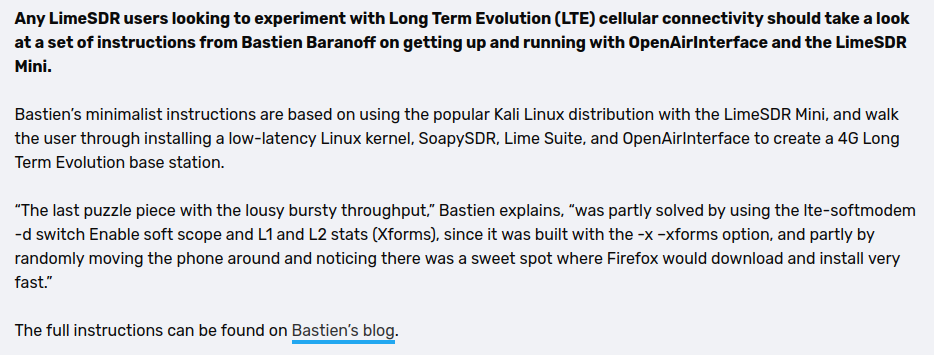 Any LimeSDR users looking to experiment with Long Term Evolution (LTE) cellular connectivity should take a look
at a set of instructions from Bastien Baranoff on getting up and running with OpenAirInterface and the LimeSDR
Mini.
Bastien’s minimalist instructions are based on using the popular Kali Linux distribution with the LimeSDR Mini, and walk
the user through installing a low-latency Linux kernel, SoapySDR, Lime Suite, and OpenAirInterface to create a 4G Long
Term Evolution base station.
“The last puzzle piece with the lousy bursty throughput,” Bastien explains, “was partly solved by using the lte-softmodem
-d switch Enable soft scope and L1 and L2 stats (Xforms), since it was built with the -x –xforms option, and partly by
randomly moving the phone around and noticing there was a sweet spot where Firefox would download and install very
fast.”
The full instructions can be found on Bastien’s blog.